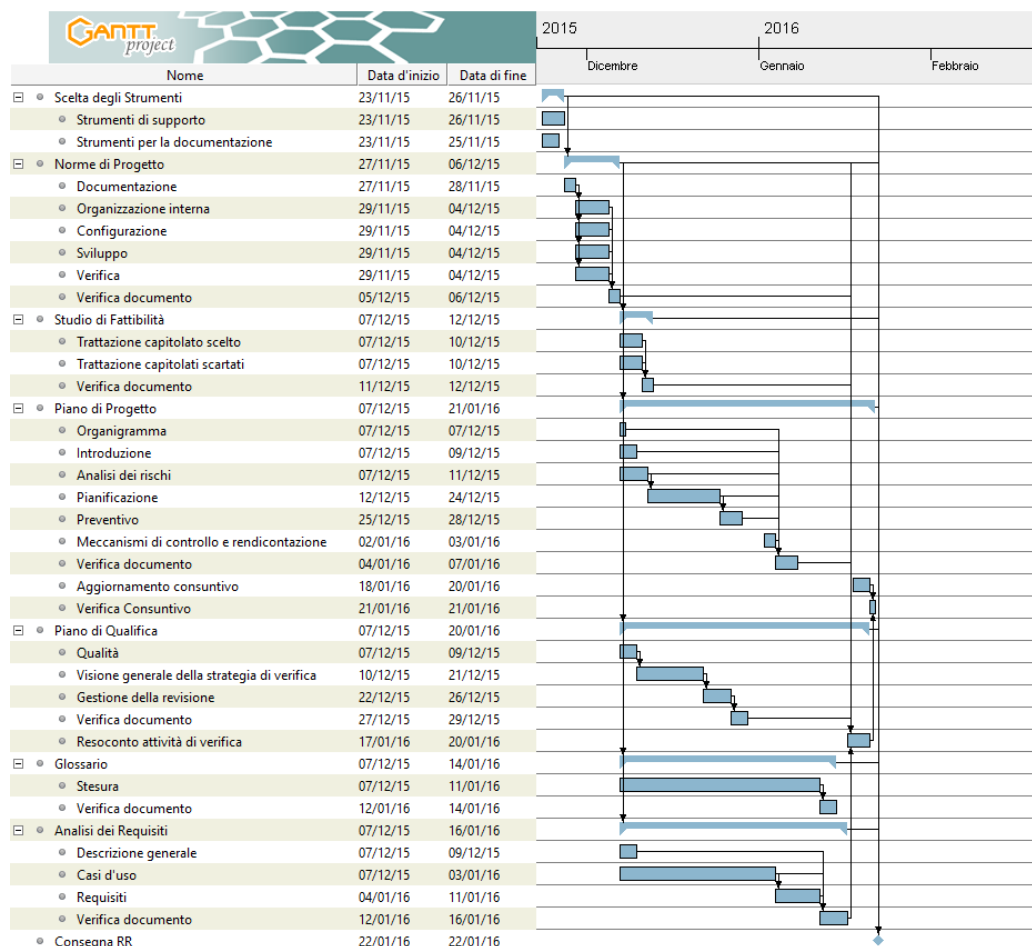 GANTT project
2015 2016
Dicembre Gennaio Febbraio
Nome Data d'inizio Data di fine
Scelta degli Strumenti 23/11/15 26/11/15
Strumenti di supporto 23/11/15 26/11/15
Strumenti per la documentazione 23/11/15 25/11/15
Norme di Progetto 27/11/15 06/12/15
Documentazione 27/11/15 28/11/15
Organizzazione interna 29/11/15 04/12/15
Configurazione 29/11/15 04/12/15
Sviluppo 29/11/15 04/12/15
Verifica 29/11/15 04/12/15
Verifica documento 05/12/15 06/12/15
Studio di Fattibilità 07/12/15 12/12/15
Trattazione capitolato scelto 07/12/15 10/12/15
Trattazione capitolati scartati 07/12/15 10/12/15
Verifica documento 11/12/15 12/12/15
Piano di Progetto 07/12/15 21/01/16
Organigramma 07/12/15 07/12/15
Introduzione 07/12/15 09/12/15
Analisi dei rischi 07/12/15 11/12/15
Pianificazione 12/12/15 24/12/15
Preventivo 25/12/15 28/12/15
Meccanismi di controllo e rendicontazione 02/01/16 03/01/16
Verifica documento 04/01/16 07/01/16
Aggiornamento consuntivo 18/01/16 20/01/16
Verifica Consuntivo 21/01/16 21/01/16
Piano di Qualifica 07/12/15 20/01/16
Qualità 07/12/15 09/12/15
Visione generale della strategia di verifica 10/12/15 21/12/15
Gestione della revisione 22/12/15 26/12/15
Verifica documento 27/12/15 29/12/15
Resoconto attività di verifica 17/01/16 20/01/16
Glossario 07/12/15 14/01/16
Stesura 07/12/15 11/01/16
Verifica documento 12/01/16 14/01/16
Analisi dei Requisiti 07/12/15 16/01/16
Descrizione generale 07/12/15 09/12/15
Casi d'uso 07/12/15 03/01/16
Requisiti 04/01/16 11/01/16
Verifica documento 12/01/16 16/01/16
Consegna RR 22/01/16 22/01/16